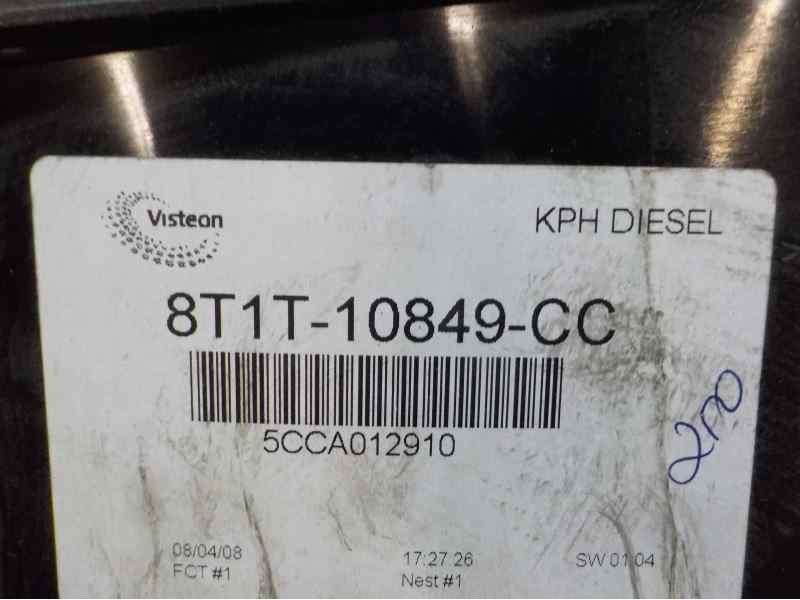 Visteon
KPH DIESEL
8T1T-10849-CC
5CCA012910
200
08/04/08
17:27:26
SW 01.04
FCT #1
Nest #1